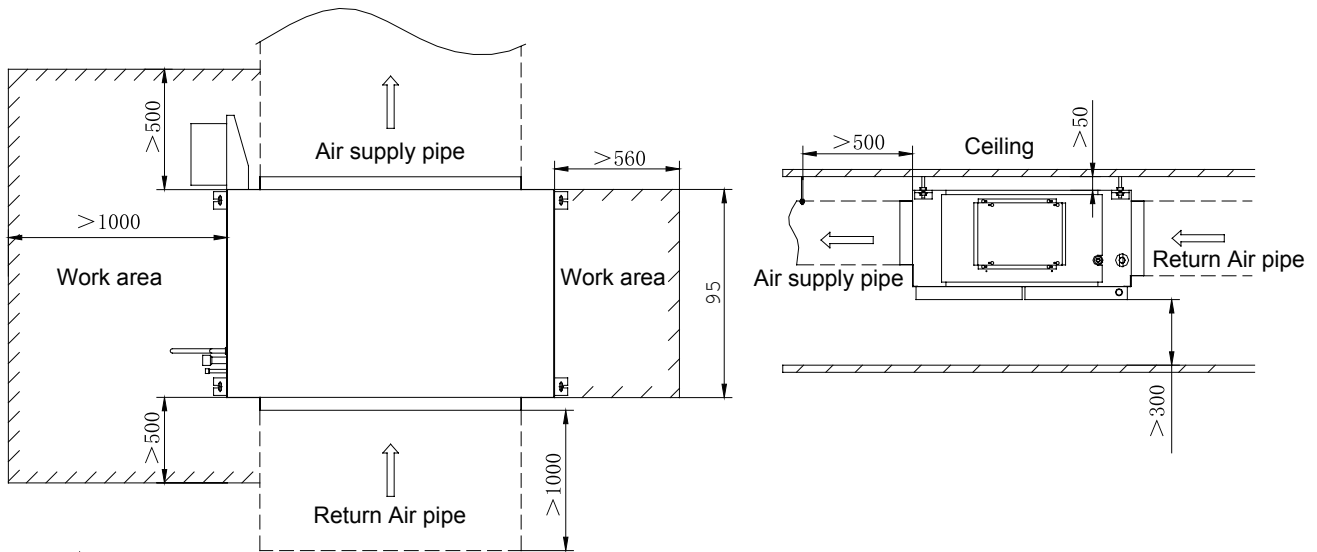 >500
Air supply pipe
>560
>1000
Work area
Work area
95
>500
>1000
Return Air pipe
>50
>500
Ceiling
Air supply pipe
Return Air pipe
>300